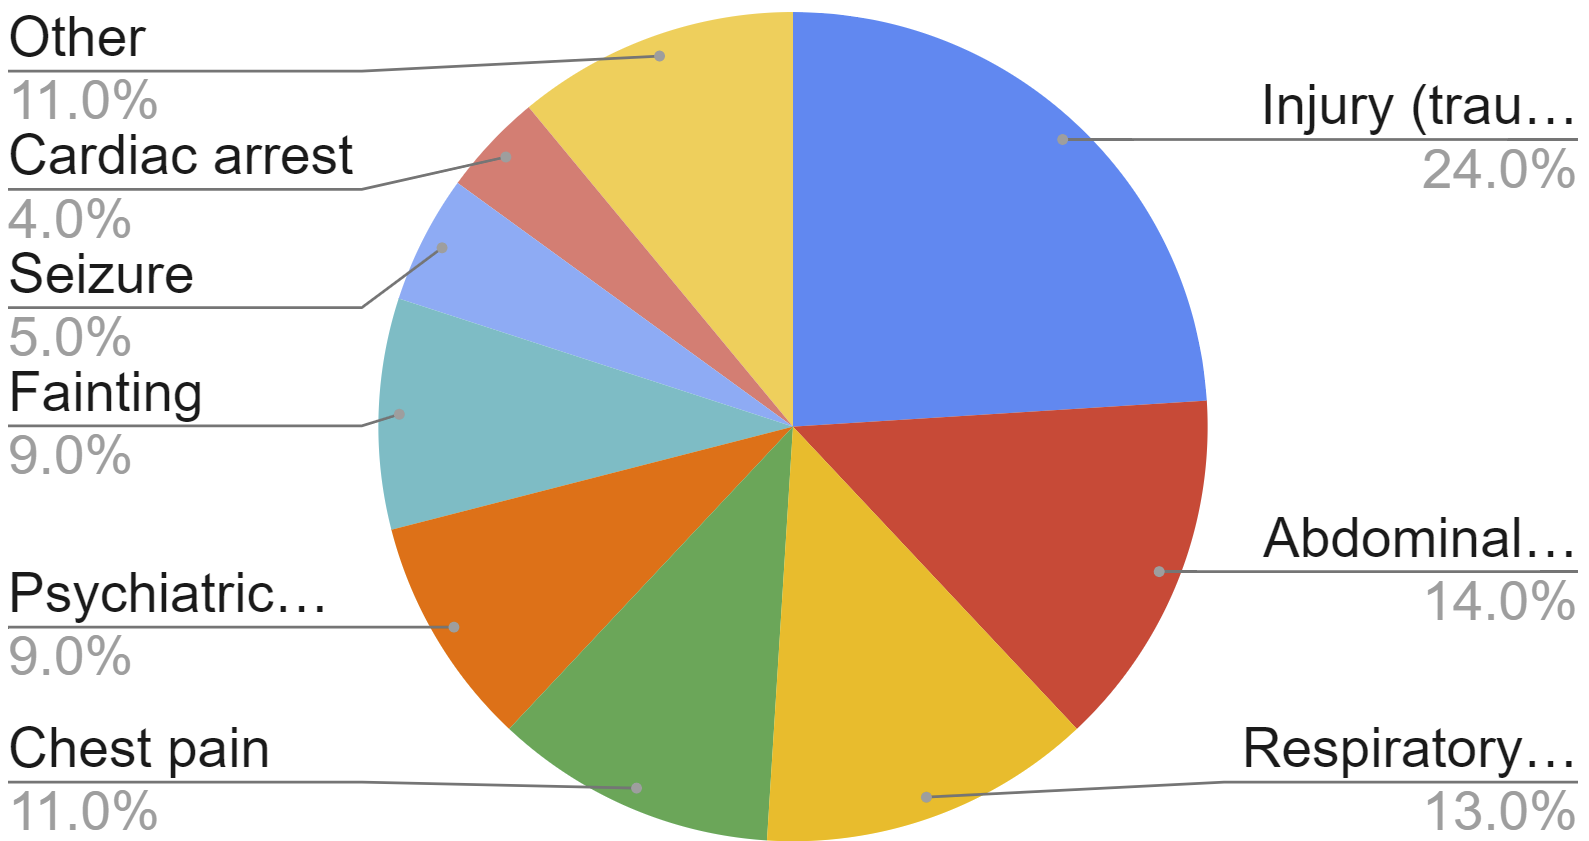 Other
11.0%
Cardiac arrest
4.0%
Seizure
5.0%
Fainting
9.0%
Psychiatric…
9.0%
Chest pain
11.0%
Injury (trau…
24.0%
Abdominal…
14.0%
Respiratory…
13.0%